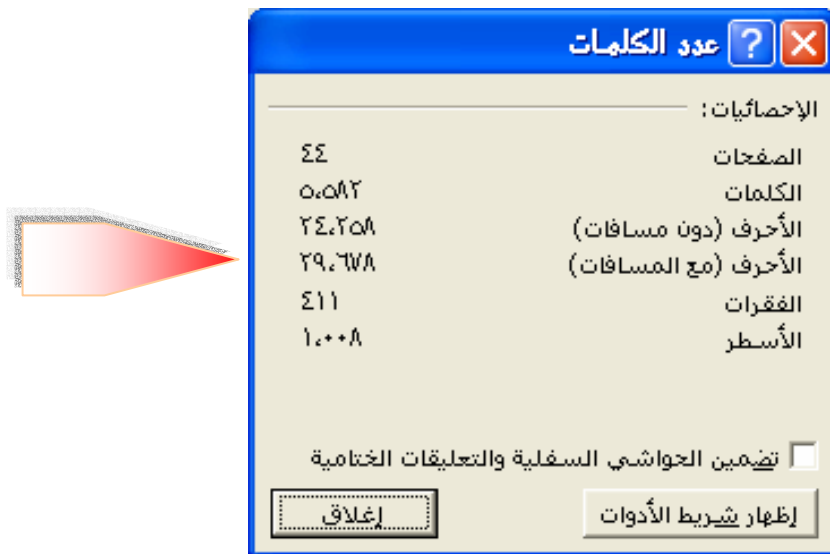 عدد الكلمات
الإحصائيات:
الصفحات ٤٤
الكلمات ٥،٥٨٢
الأحرف (دون مسافات) ٢٤،٢٥٨
الأحرف (مع المسافات) ٢٩،٦٧٨
الفقرات ٤١١
الأسطر ١،٠٠٨
تضمين الحواشي السفلية والتعليقات الختامية
إظهار شريط الأدوات إغلاق